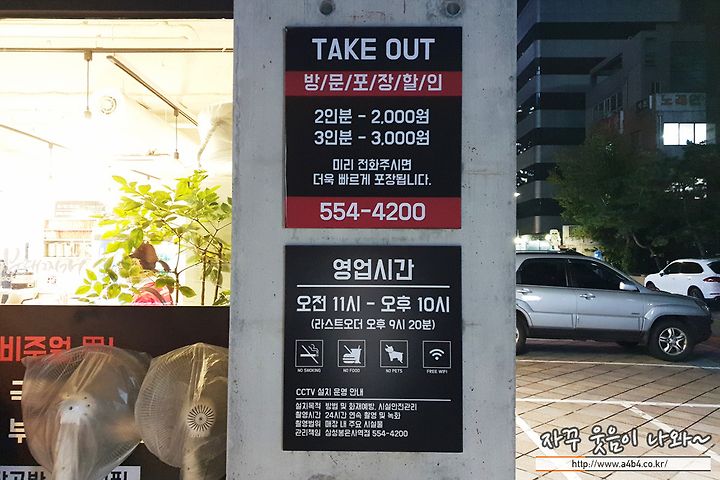 TAKE OUT
방/문/포/장/할/인
2인분 - 2,000원
3인분 - 3,000원
미리 전화주시면
더욱 빠르게 포장됩니다.
554-4200
영업시간
오전 11시 - 오후 10시
(라스트오더 오후 9시 20분)
NO SMOKING NO FOOD NO PETS FREE WIFI
CCTV 설치 운영 안내
설치목적 방범 및 화재예방, 시설안전관리
촬영시간 24시간 연속 촬영 및 녹화
촬영범위 매장 내 주요 시설물
관리책임 삼성봉은사역점 554-4200
비주얼
자꾸 웃음이 나와~
http://www.a4b4.co.kr/